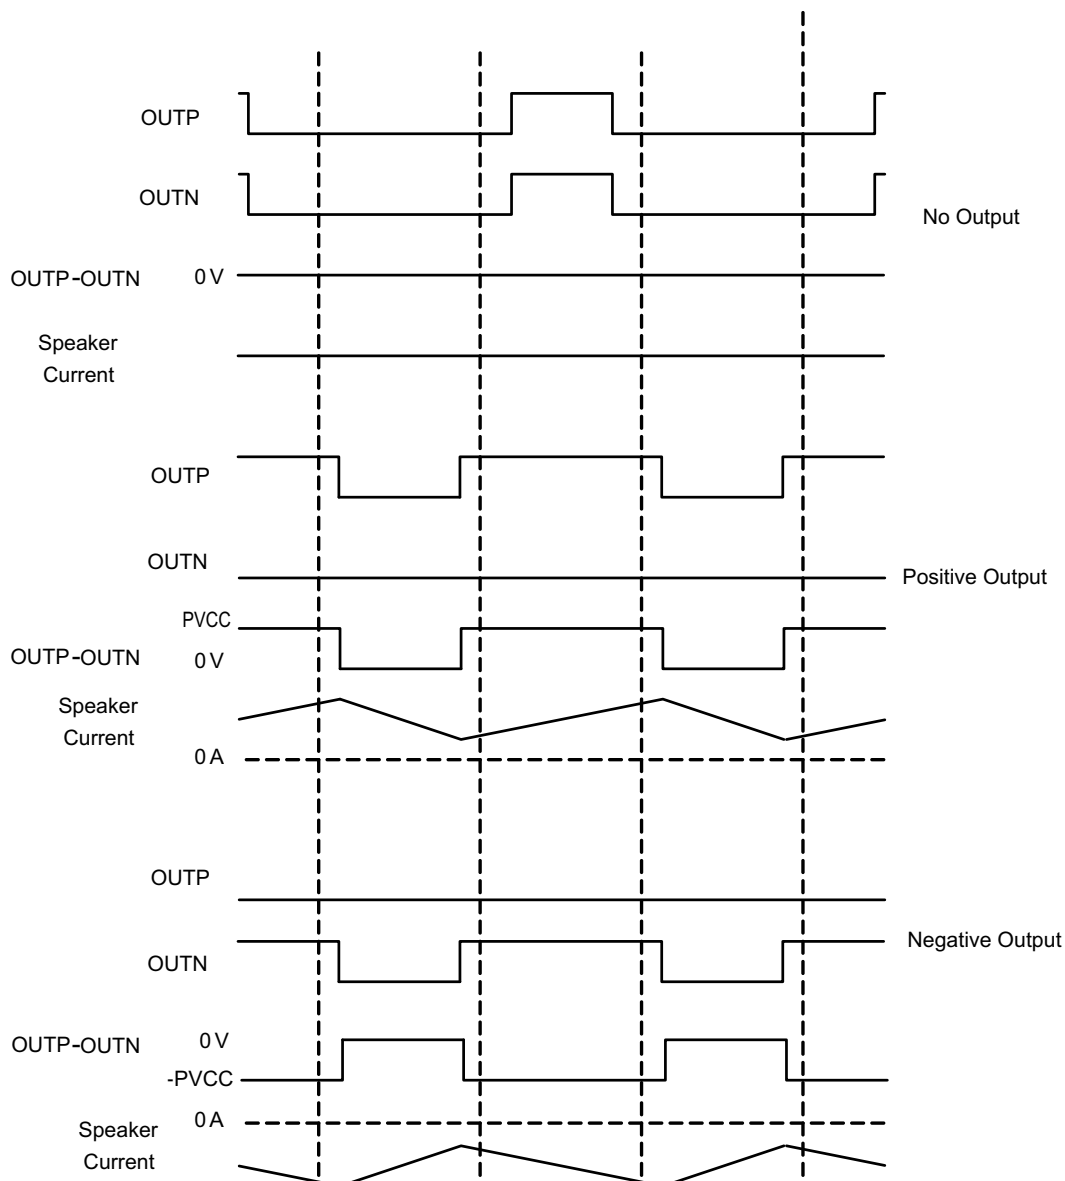 OUTP
OUTN
No Output
OUTP-OUTN 0 V
Speaker
Current
OUTP
OUTN
Positive Output
PVCC
OUTP-OUTN 0 V
Speaker
Current
0 A
OUTP
Negative Output
OUTN
OUTP-OUTN 0 V
-PVCC
0 A
Speaker
Current